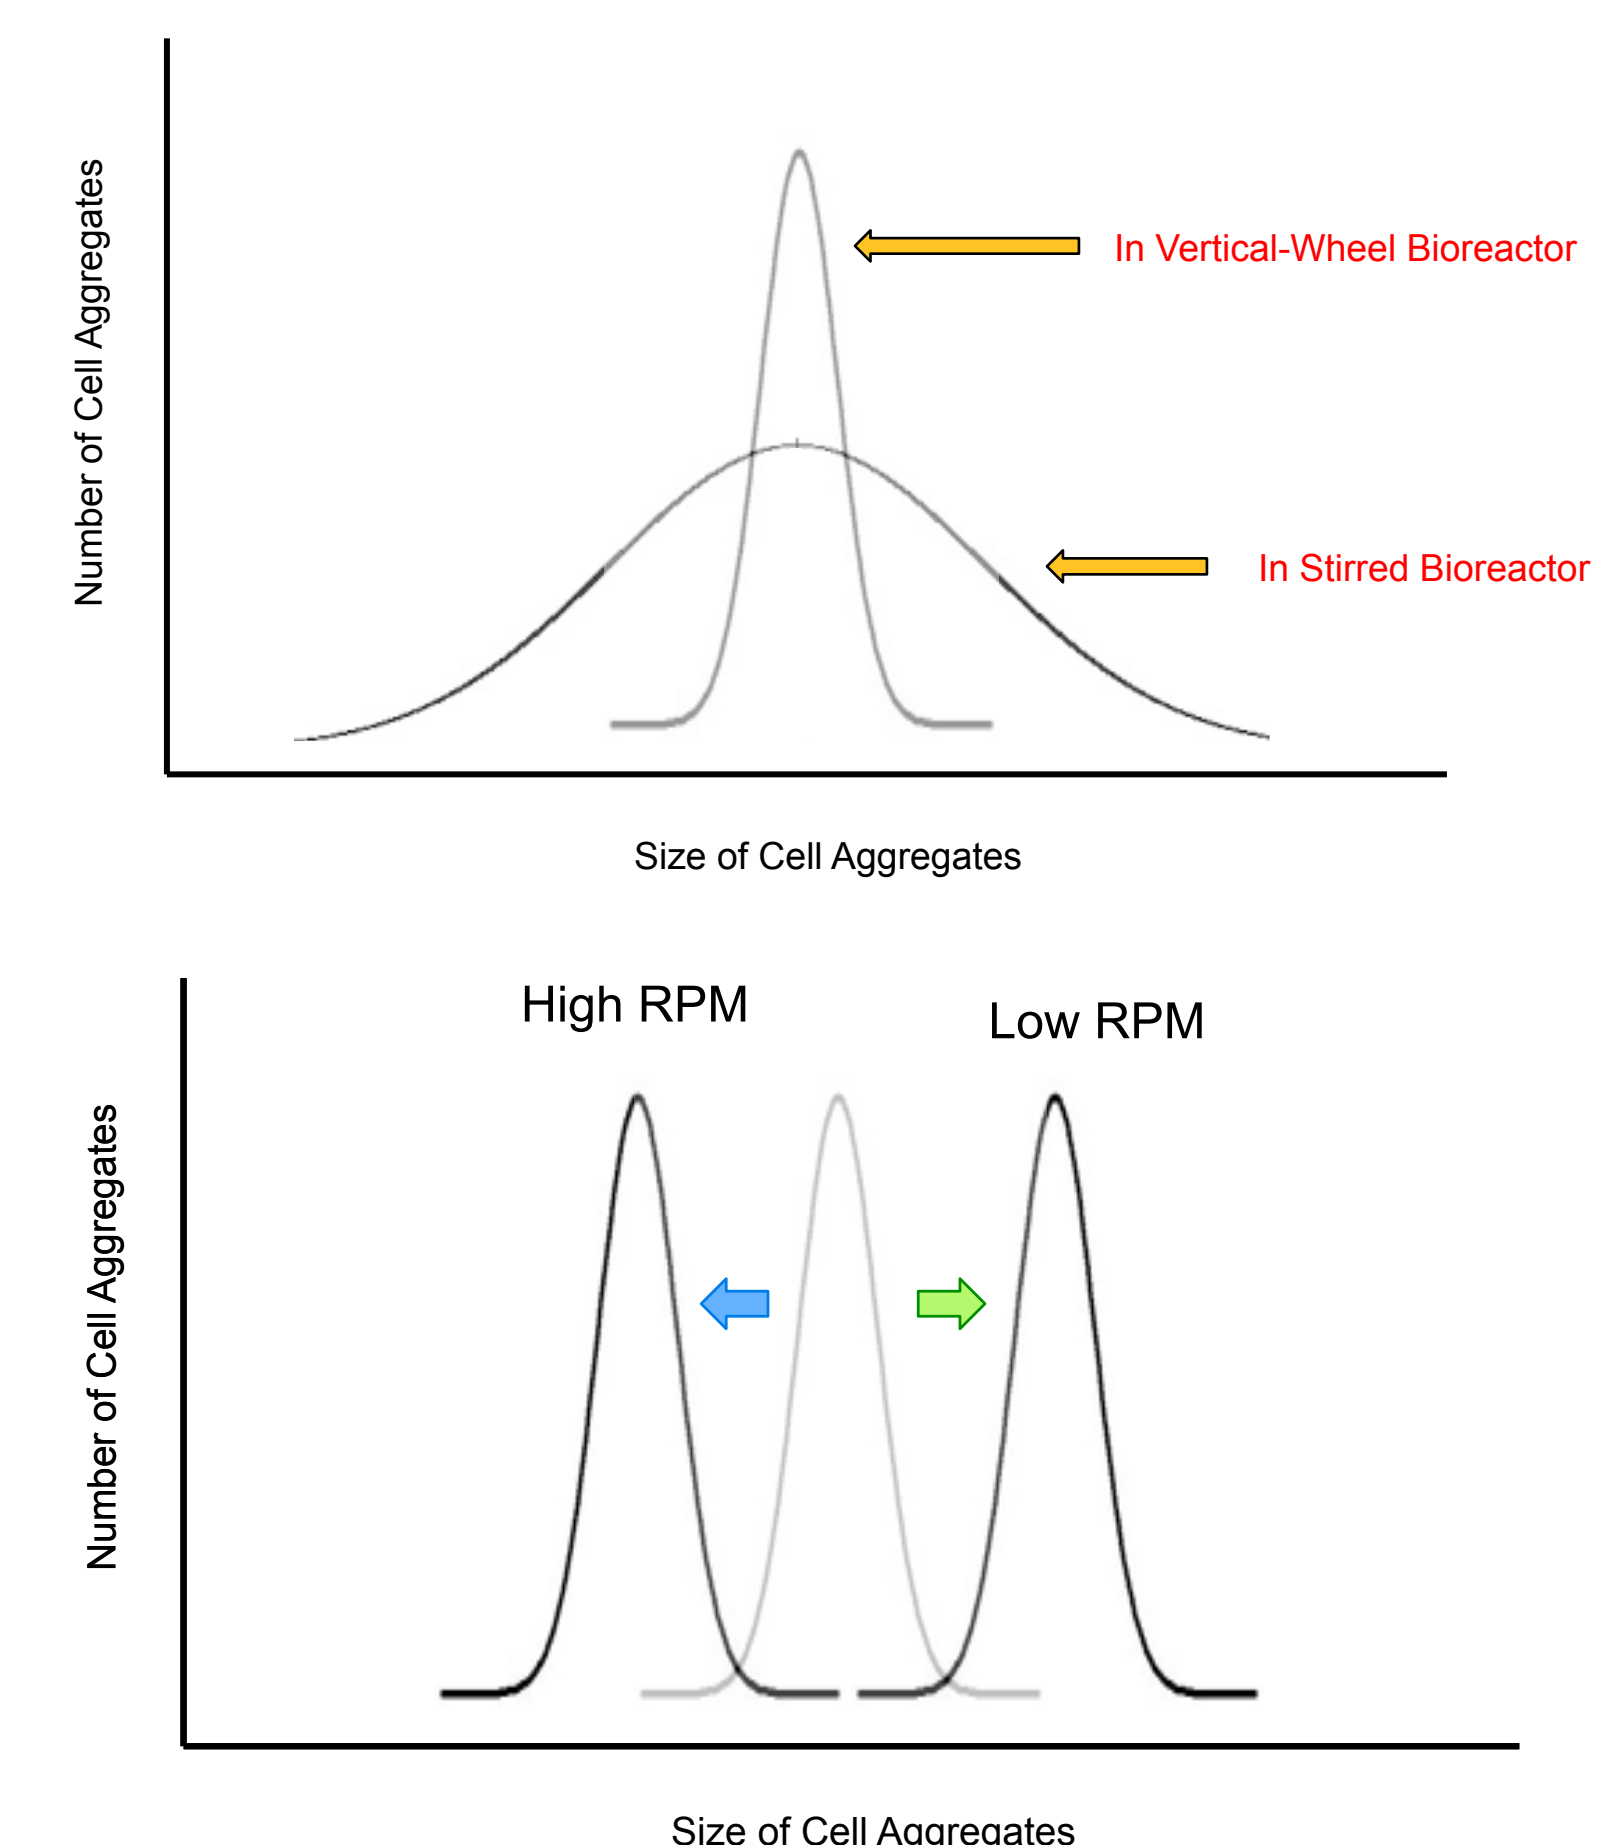 Number of Cell Aggregates
In Vertical-Wheel Bioreactor
In Stirred Bioreactor
Size of Cell Aggregates
High RPM
Low RPM
Number of Cell Aggregates
Size of Cell Aggregates